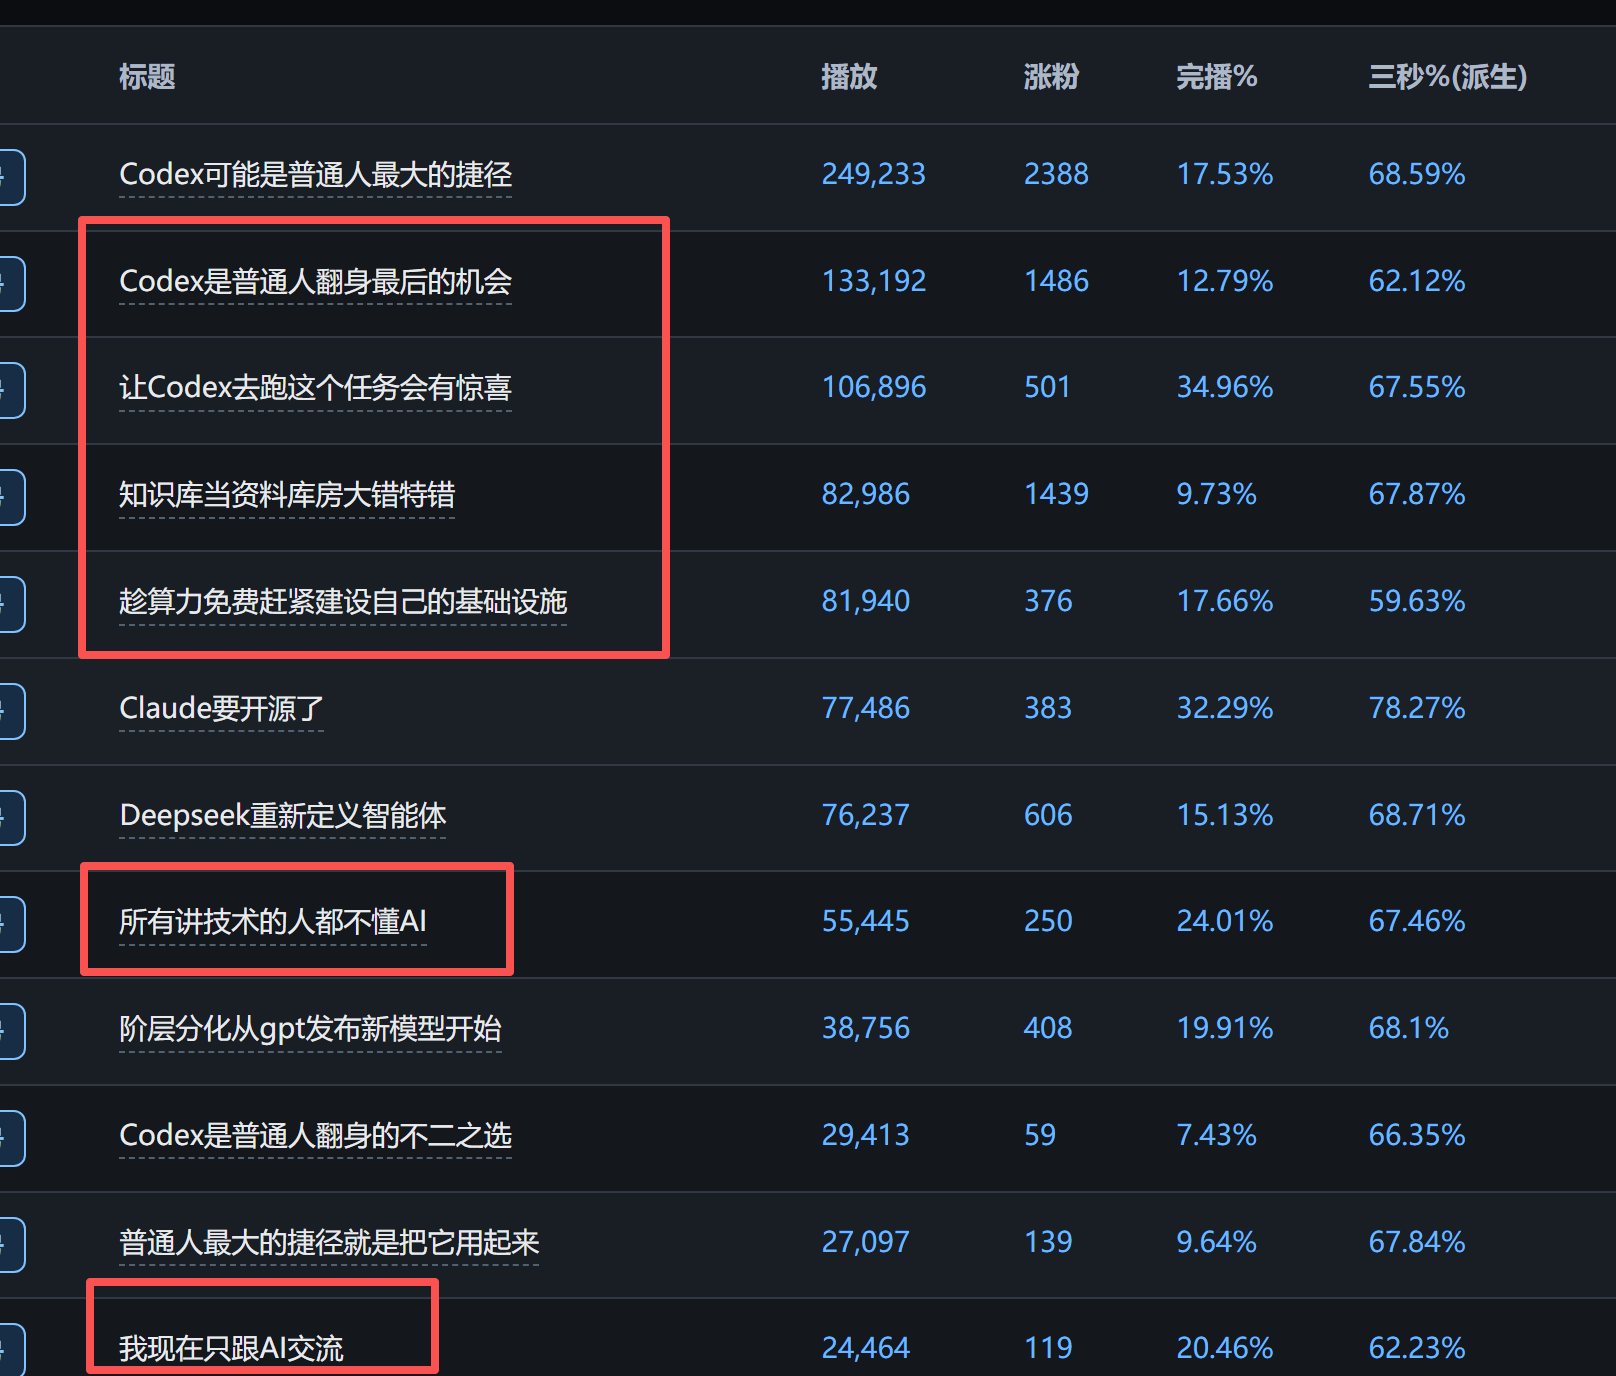 标题 播放 涨粉 完播% 三秒%(派生)
Codex可能是普通人最大的捷径 249,233 2388 17.53% 68.59%
Codex是普通人翻身最后的机会 133,192 1486 12.79% 62.12%
让Codex去跑这个任务会有惊喜 106,896 501 34.96% 67.55%
知识库当资料库房大错特错 82,986 1439 9.73% 67.87%
趁算力免费赶紧建设自己的基础设施 81,940 376 17.66% 59.63%
Claude要开源了 77,486 383 32.29% 78.27%
Deepseek重新定义智能体 76,237 606 15.13% 68.71%
所有讲技术的人都不懂AI 55,445 250 24.01% 67.46%
阶层分化从gpt发布新模型开始 38,756 408 19.91% 68.1%
Codex是普通人翻身的不二之选 29,413 59 7.43% 66.35%
普通人最大的捷径就是把它用起来 27,097 139 9.64% 67.84%
我现在只跟AI交流 24,464 119 20.46% 62.23%